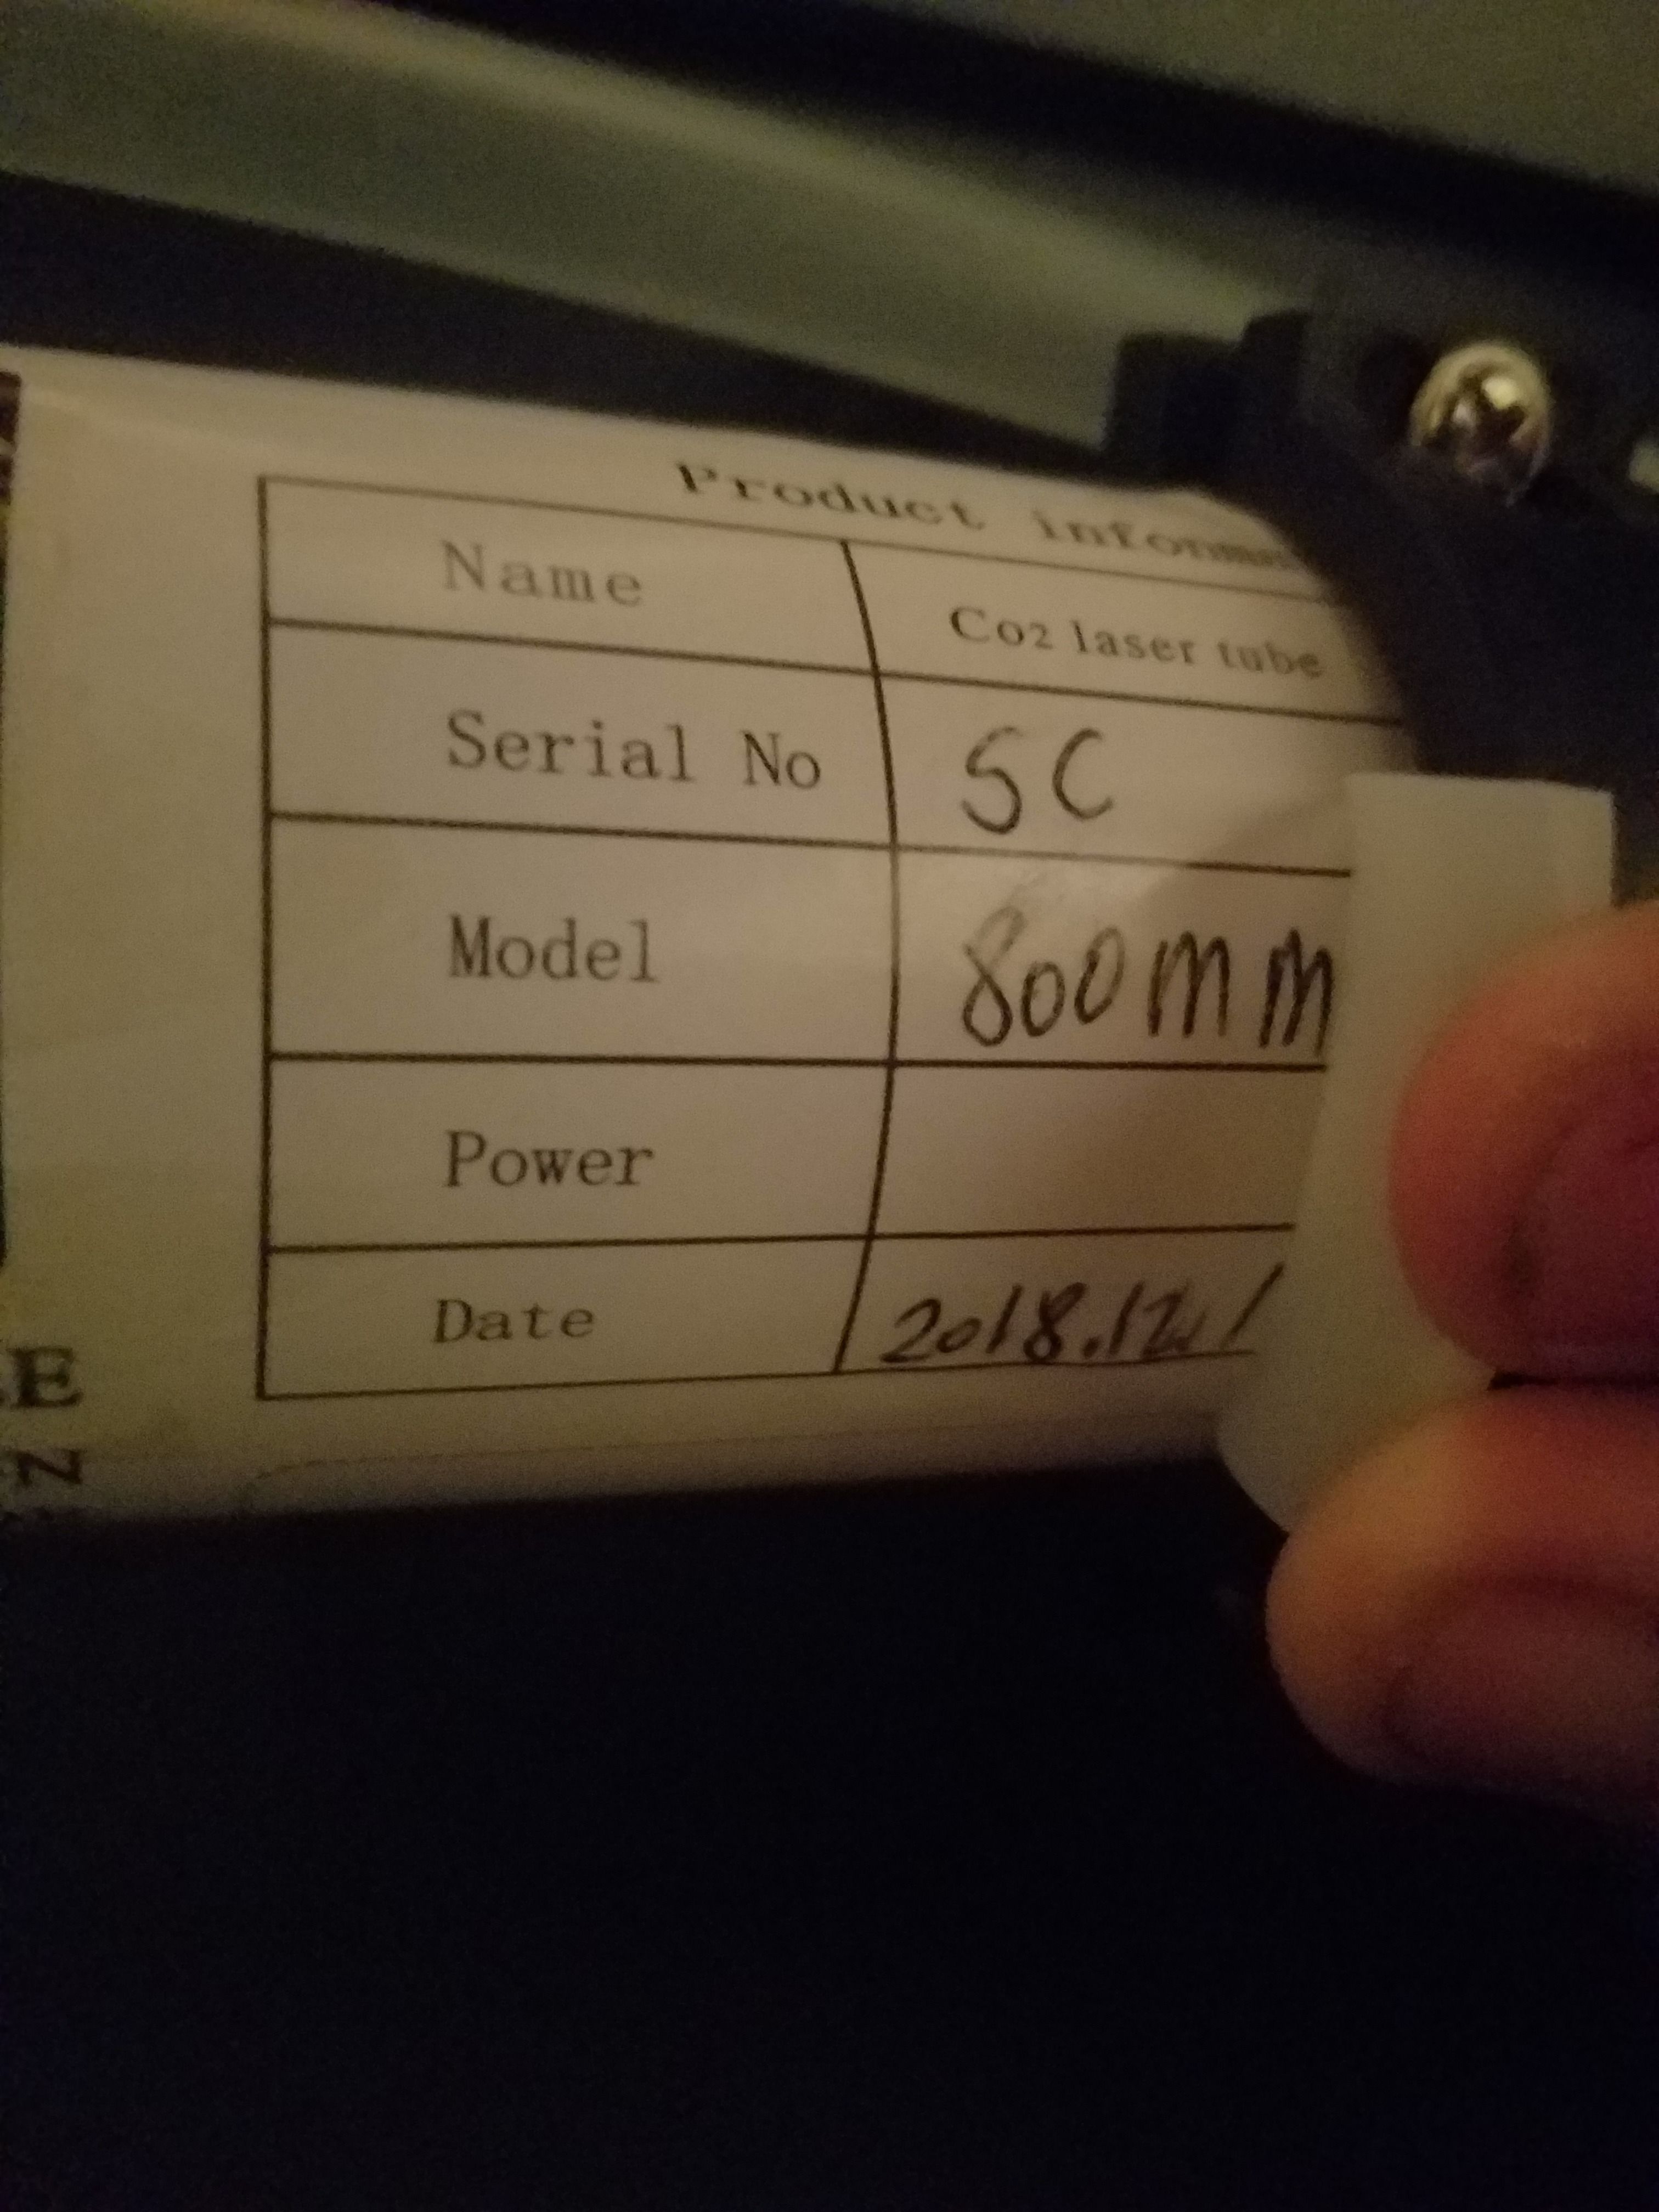 Product
Name Co2 laser tube
Serial No SC
Model 800mm
Power
Date
E
N